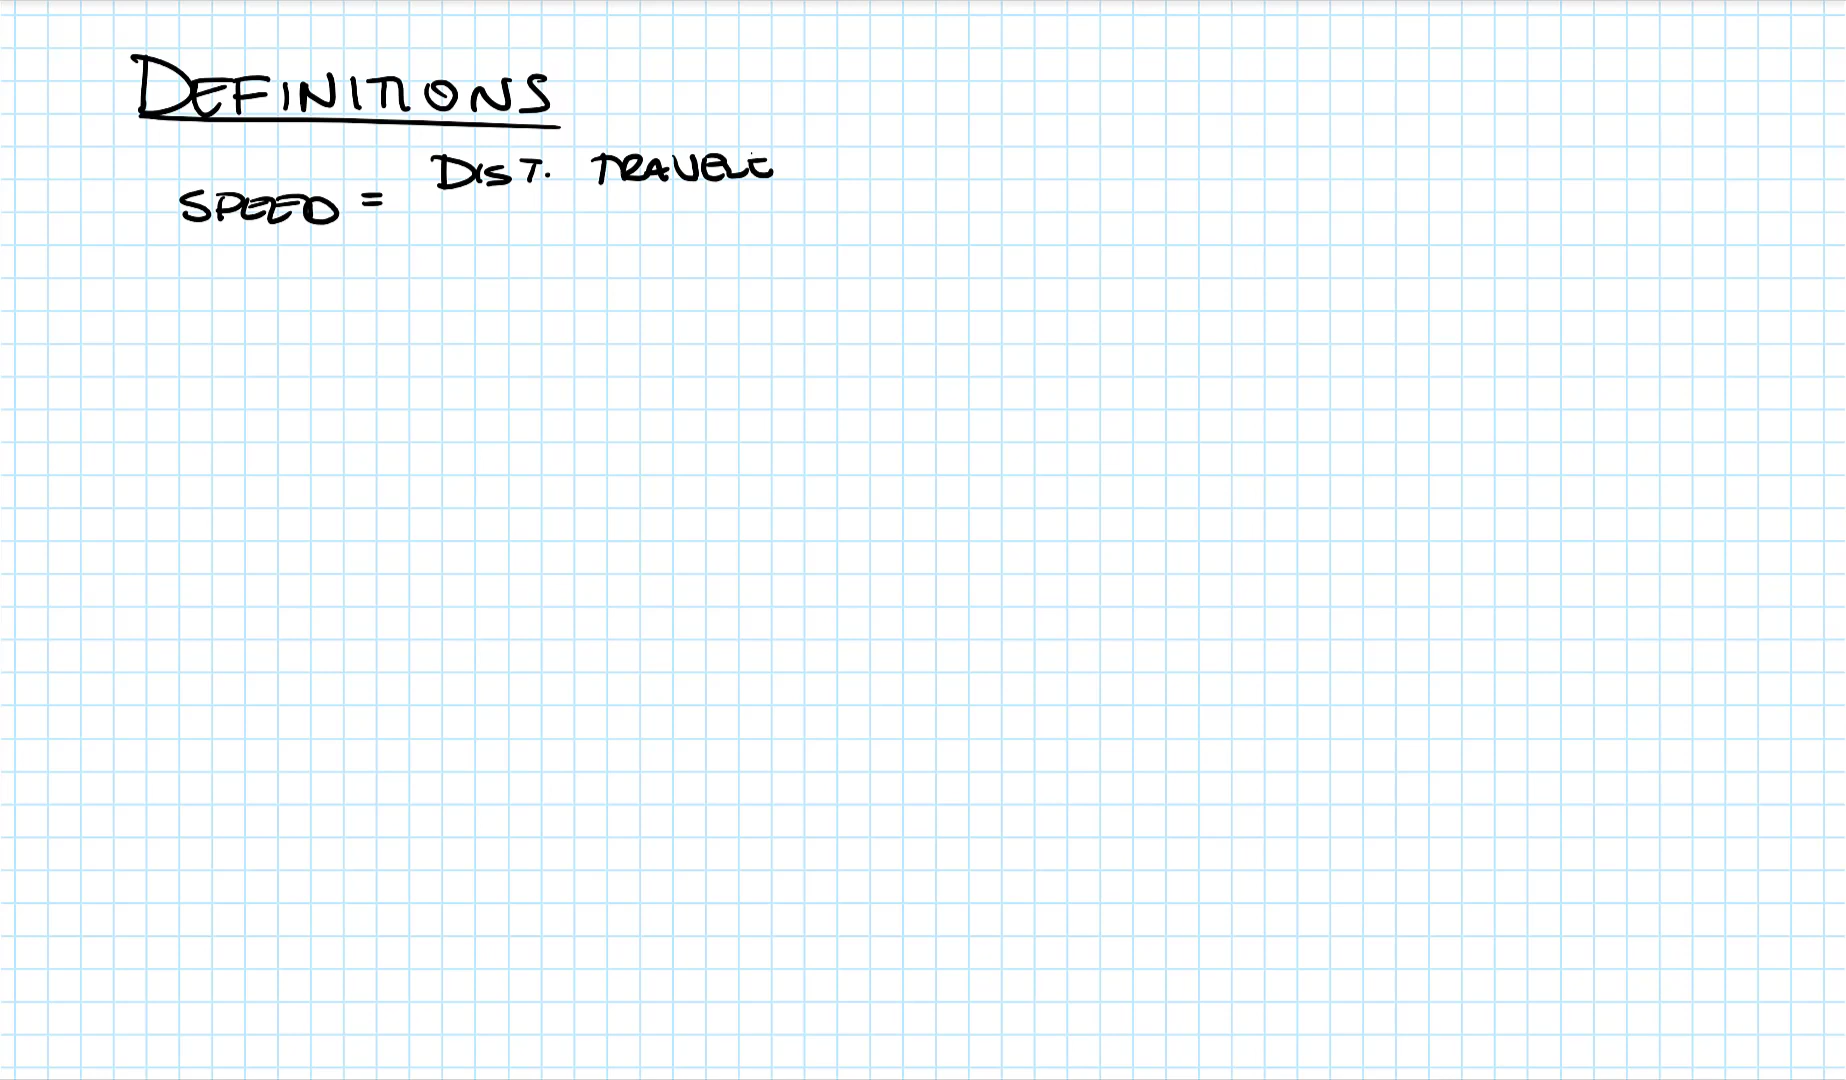 DEFINITIONS
SPEED = DIST. TRAVELE